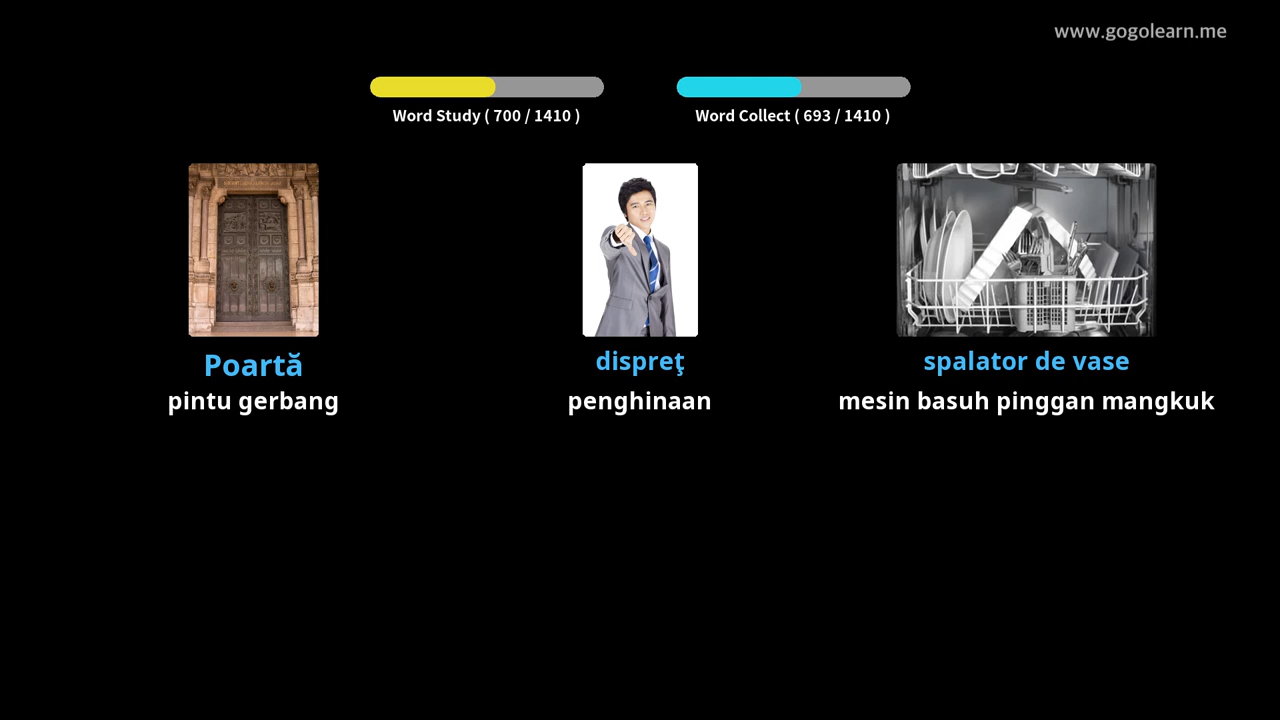 www.gogolearn.me
Word Study ( 700 / 1410 )
Word Collect ( 693 / 1410 )
Poartă
dispreţ
spalator de vase
pintu gerbang
penghinaan
mesin basuh pinggan mangkuk